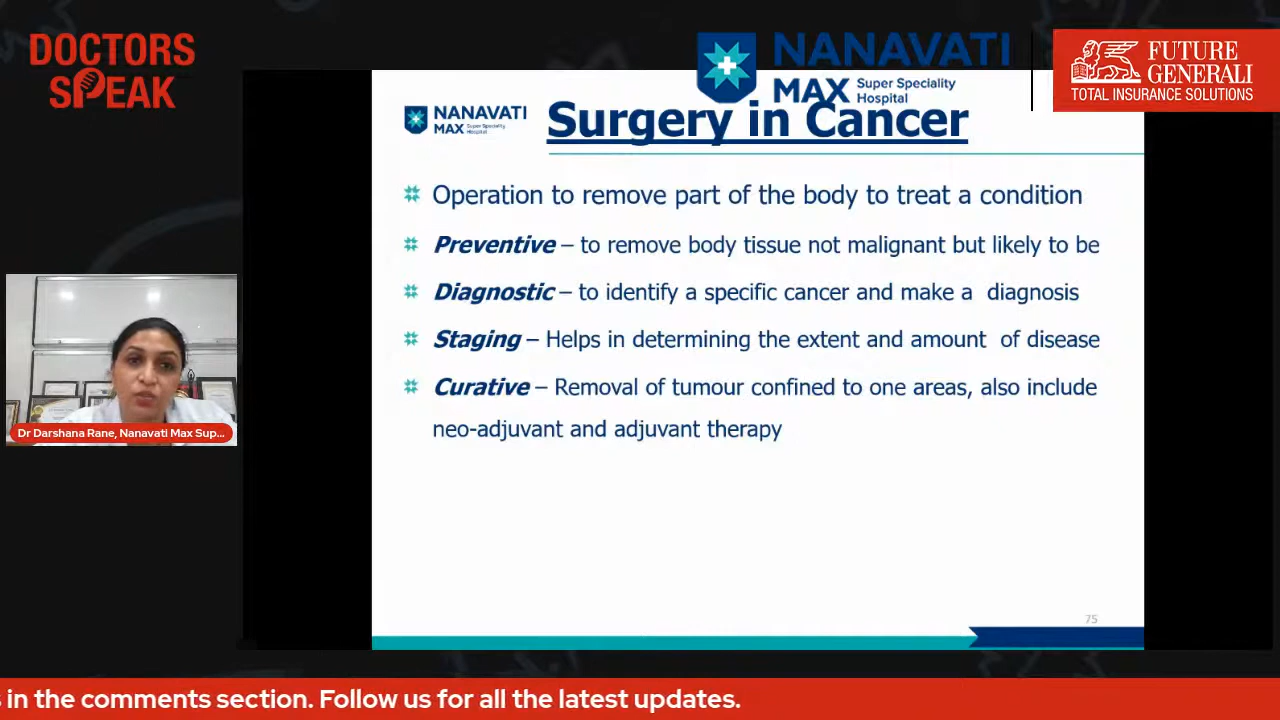 DOCTORS
SPEAK
NANAVATI
MAX Super Speciality
Hospital
FUTURE
GENERALI
TOTAL INSURANCE SOLUTIONS
NANAVATI
MAX Super Speciality
Hospital
Surgery in Cancer
Operation to remove part of the body to treat a condition
Preventive – to remove body tissue not malignant but likely to be
Diagnostic – to identify a specific cancer and make a diagnosis
Staging – Helps in determining the extent and amount of disease
Curative – Removal of tumour confined to one areas, also include
neo-adjuvant and adjuvant therapy
Dr Darshana Rane, Nanavati Max Sup...
75
in the comments section. Follow us for all the latest updates.